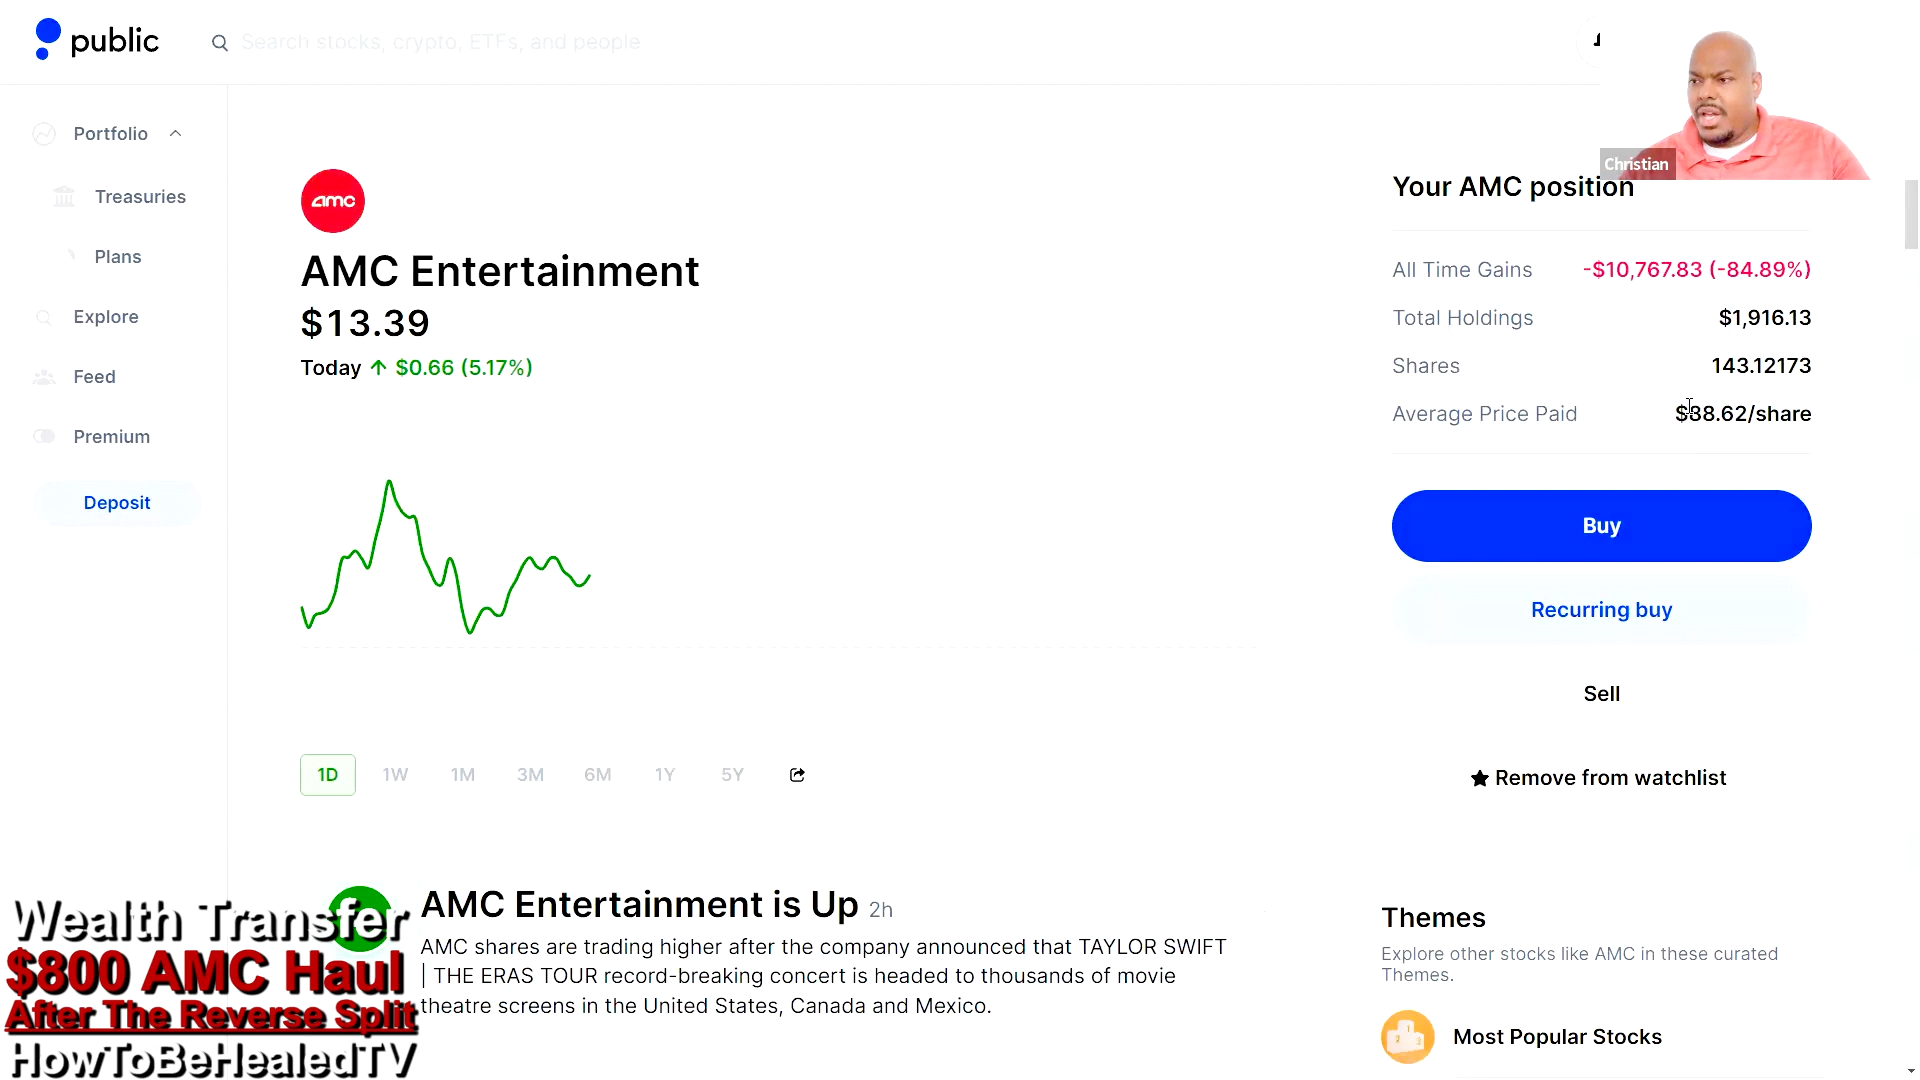 public
Search stocks, crypto, ETFs, and people
Christian
Portfolio
Treasuries
Plans
Explore
Feed
Premium
Deposit
amc
AMC Entertainment
$13.39
Today ↑ $0.66 (5.17%)
1D 1W 1M 3M 6M 1Y 5Y
Your AMC position
All Time Gains -$10,767.83 (-84.89%)
Total Holdings $1,916.13
Shares 143.12173
Average Price Paid $88.62/share
Buy
Recurring buy
Sell
Remove from watchlist
AMC Entertainment is Up 2h
AMC shares are trading higher after the company announced that TAYLOR SWIFT
| THE ERAS TOUR record-breaking concert is headed to thousands of movie
theatre screens in the United States, Canada and Mexico.
Themes
Explore other stocks like AMC in these curated
Themes.
1
2 3
Most Popular Stocks
Wealth Transfer
$800 AMC Haul
After The Reverse Split
HowToBeHealedTV